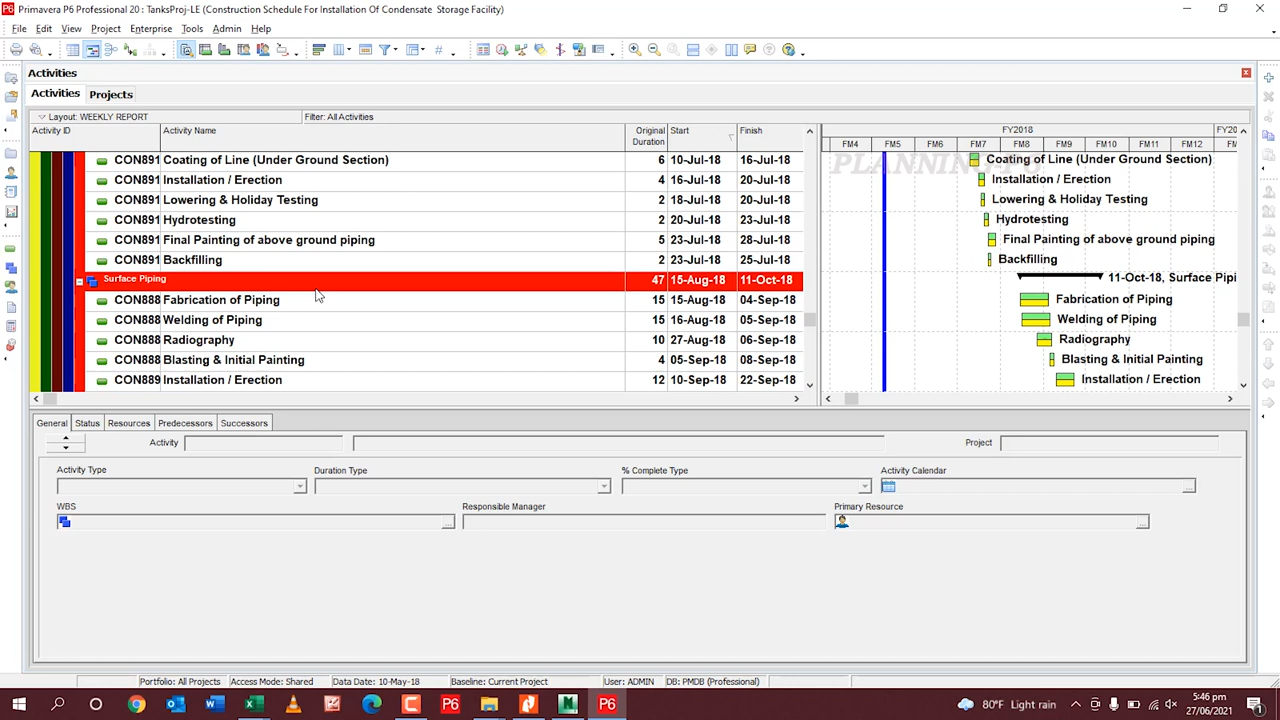 Primavera P6 Professional 20 : TanksProj-LE (Construction Schedule For Installation Of Condensate Storage Facility)
File Edit View Project Enterprise Tools Admin Help
Activities
Activities Projects
Layout: WEEKLY REPORT Filter: All Activities
Activity ID Activity Name Original Duration Start Finish FY2018 FY20
FM4 FM5 FM6 FM7 FM8 FM9 FM10 FM11 FM12 FM
PLANNING P6
CON891 Coating of Line (Under Ground Section) 6 10-Jul-18 16-Jul-18 Coating of Line (Under Ground Section)
CON891 Installation / Erection 4 16-Jul-18 20-Jul-18 Installation / Erection
CON891 Lowering & Holiday Testing 2 18-Jul-18 20-Jul-18 Lowering & Holiday Testing
CON891 Hydrotesting 2 20-Jul-18 23-Jul-18 Hydrotesting
CON891 Final Painting of above ground piping 5 23-Jul-18 28-Jul-18 Final Painting of above ground piping
CON891 Backfilling 2 23-Jul-18 25-Jul-18 Backfilling
Surface Piping 47 15-Aug-18 11-Oct-18 11-Oct-18, Surface Pipi
CON888 Fabrication of Piping 15 15-Aug-18 04-Sep-18 Fabrication of Piping
CON888 Welding of Piping 15 16-Aug-18 05-Sep-18 Welding of Piping
CON888 Radiography 10 27-Aug-18 06-Sep-18 Radiography
CON888 Blasting & Initial Painting 4 05-Sep-18 08-Sep-18 Blasting & Initial Painting
CON889 Installation / Erection 12 10-Sep-18 22-Sep-18 Installation / Erection
General Status Resources Predecessors Successors
Activity Project
Activity Type Duration Type % Complete Type Activity Calendar
WBS Responsible Manager Primary Resource
Portfolio: All Projects Access Mode: Shared Data Date: 10-May-18 Baseline: Current Project User: ADMIN DB: PMDB (Professional)
80°F Light rain 5:46 pm
27/06/2021